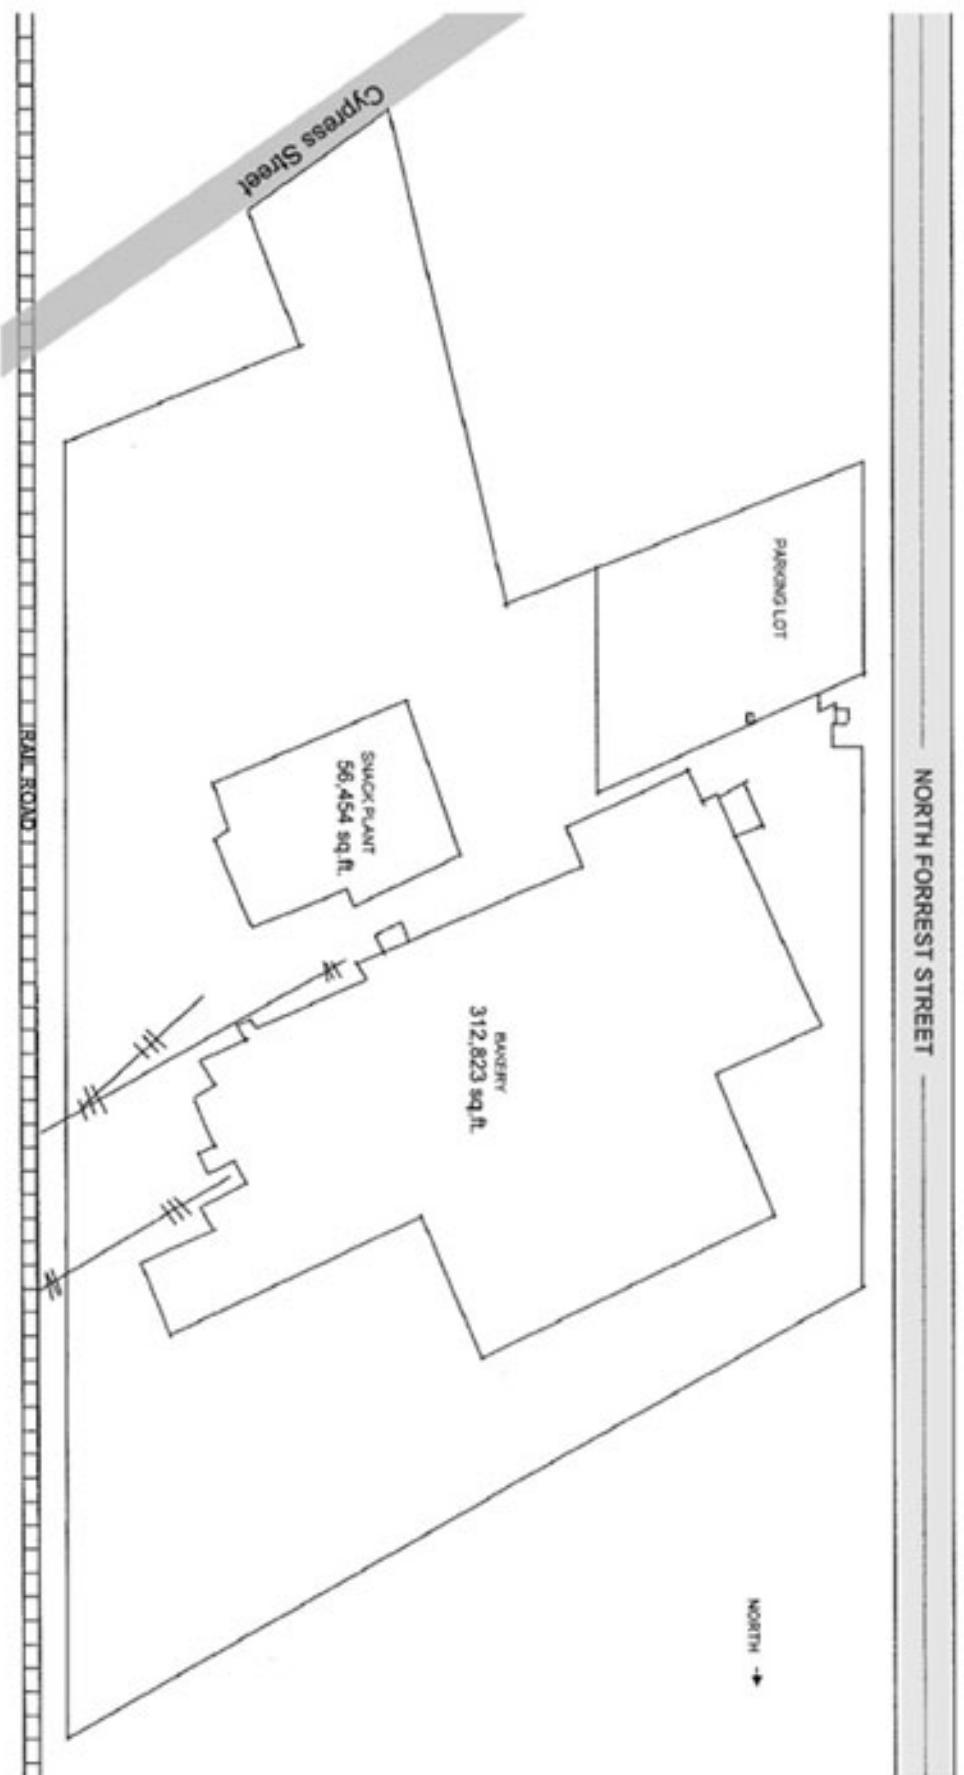 Cypress Street
PARKING LOT
NORTH FORREST STREET
SNACK PLANT
56,454 sq.ft.
BAKERY
312,823 sq.ft.
RAIL ROAD
NORTH